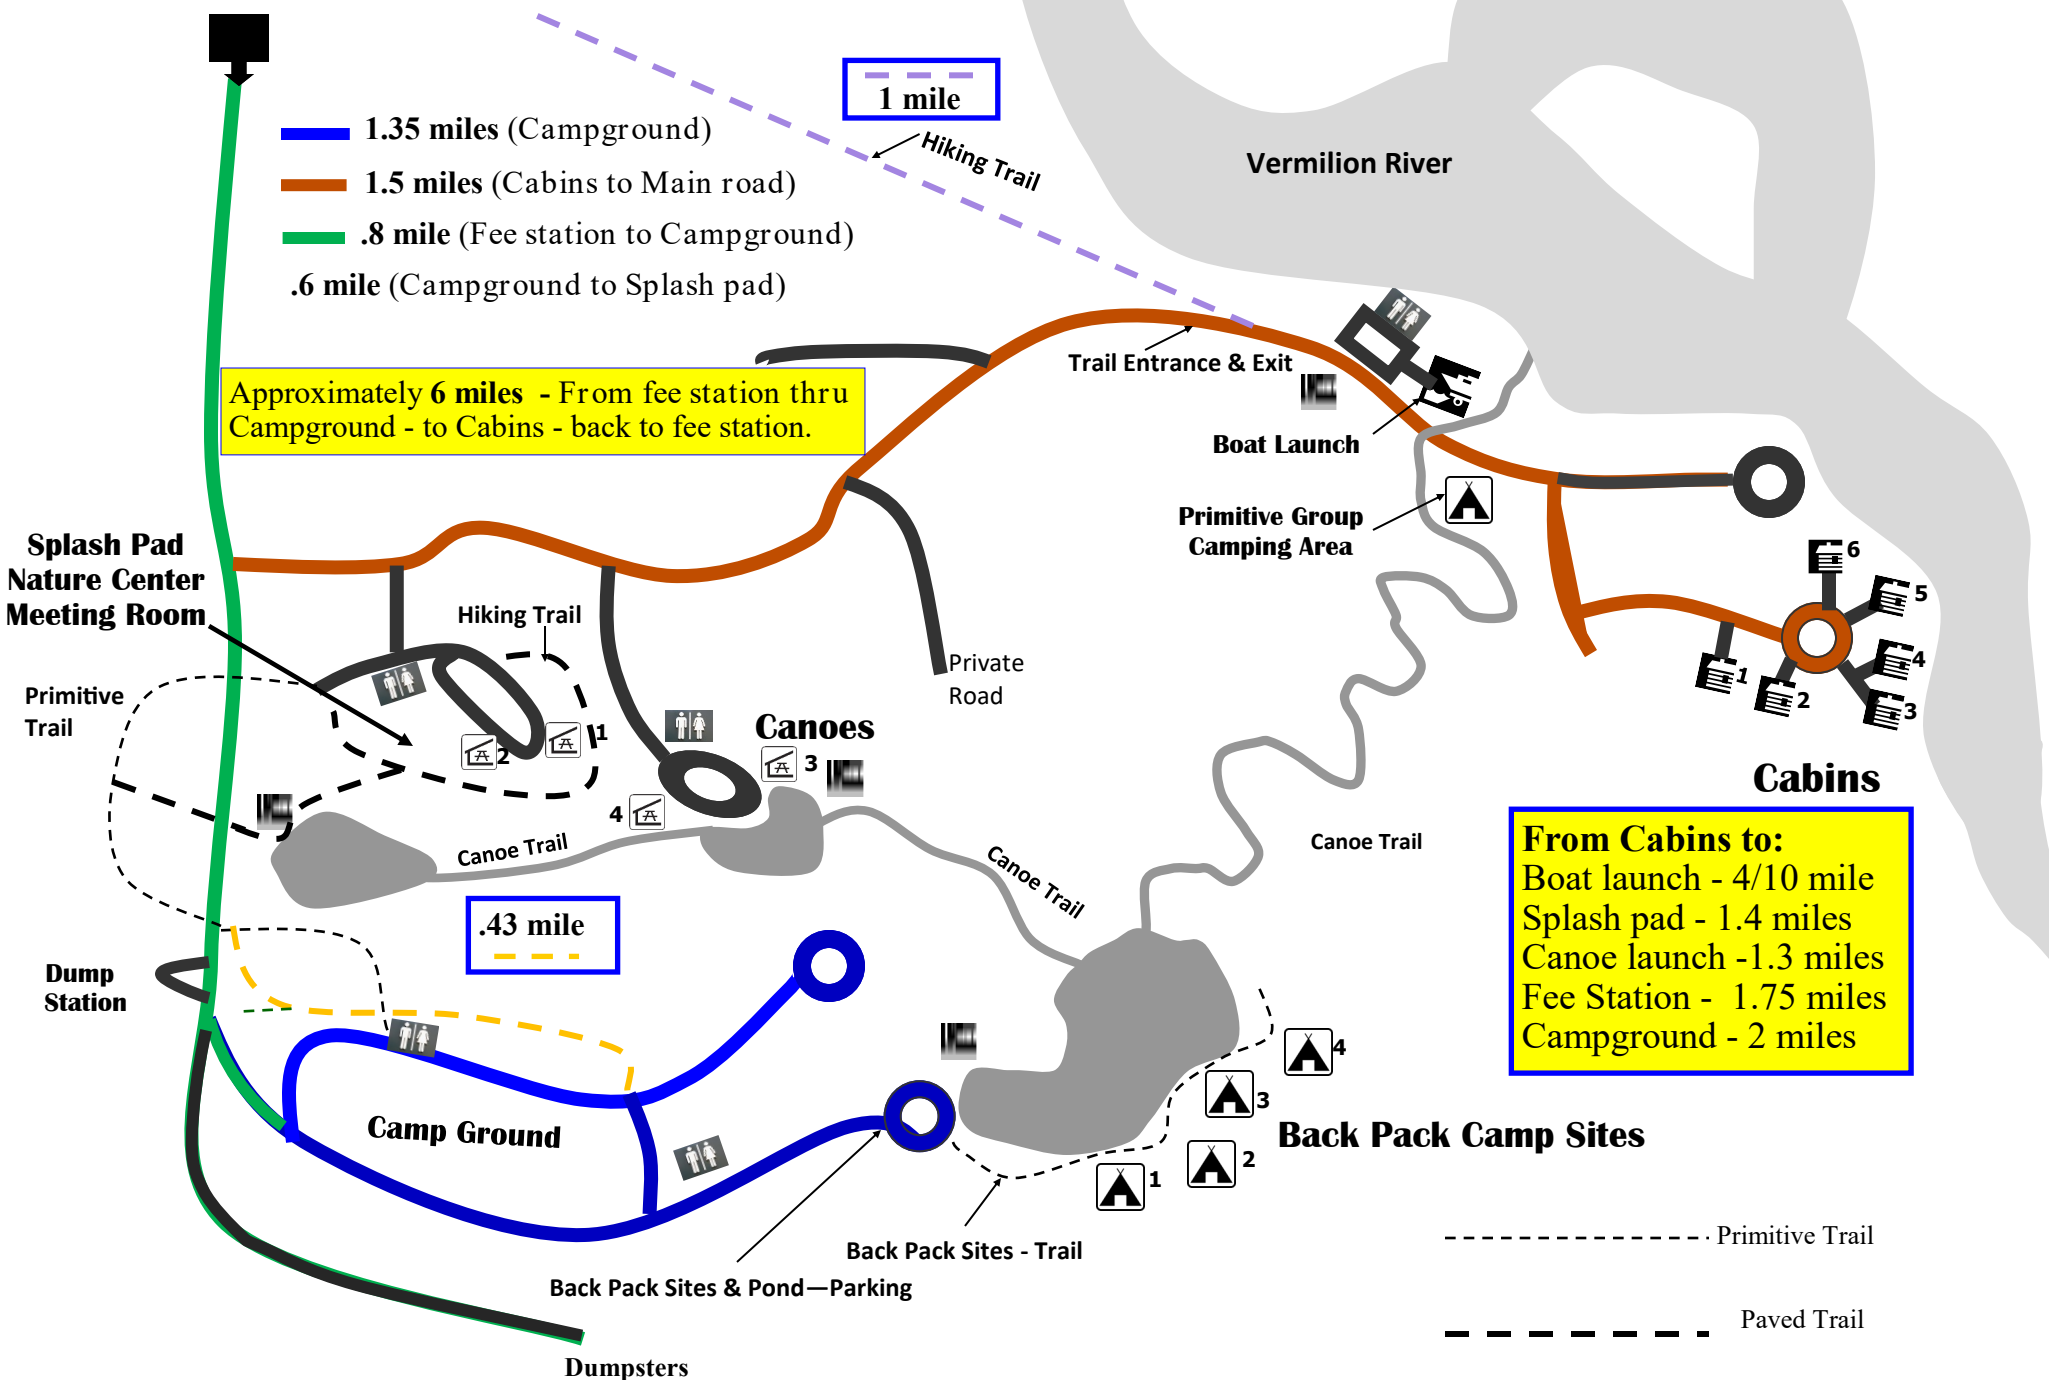 1 mile
1.35 miles (Campground)
1.5 miles (Cabins to Main road)
.8 mile (Fee station to Campground)
.6 mile (Campground to Splash pad)
Hiking Trail
Vermilion River
Approximately 6 miles - From fee station thru
Campground - to Cabins - back to fee station.
Trail Entrance & Exit
Boat Launch
Primitive Group
Camping Area
Splash Pad
Nature Center
Meeting Room
Hiking Trail
Primitive
Trail
Private
Road
Canoes
1
2
3
4
6
5
4
3
2
1
Cabins
Canoe Trail
Canoe Trail
Canoe Trail
From Cabins to:
Boat launch - 4/10 mile
Splash pad - 1.4 miles
Canoe launch -1.3 miles
Fee Station - 1.75 miles
Campground - 2 miles
.43 mile
Dump
Station
Camp Ground
4
3
2
1
Back Pack Camp Sites
Back Pack Sites - Trail
Back Pack Sites & Pond—Parking
Primitive Trail
Paved Trail
Dumpsters